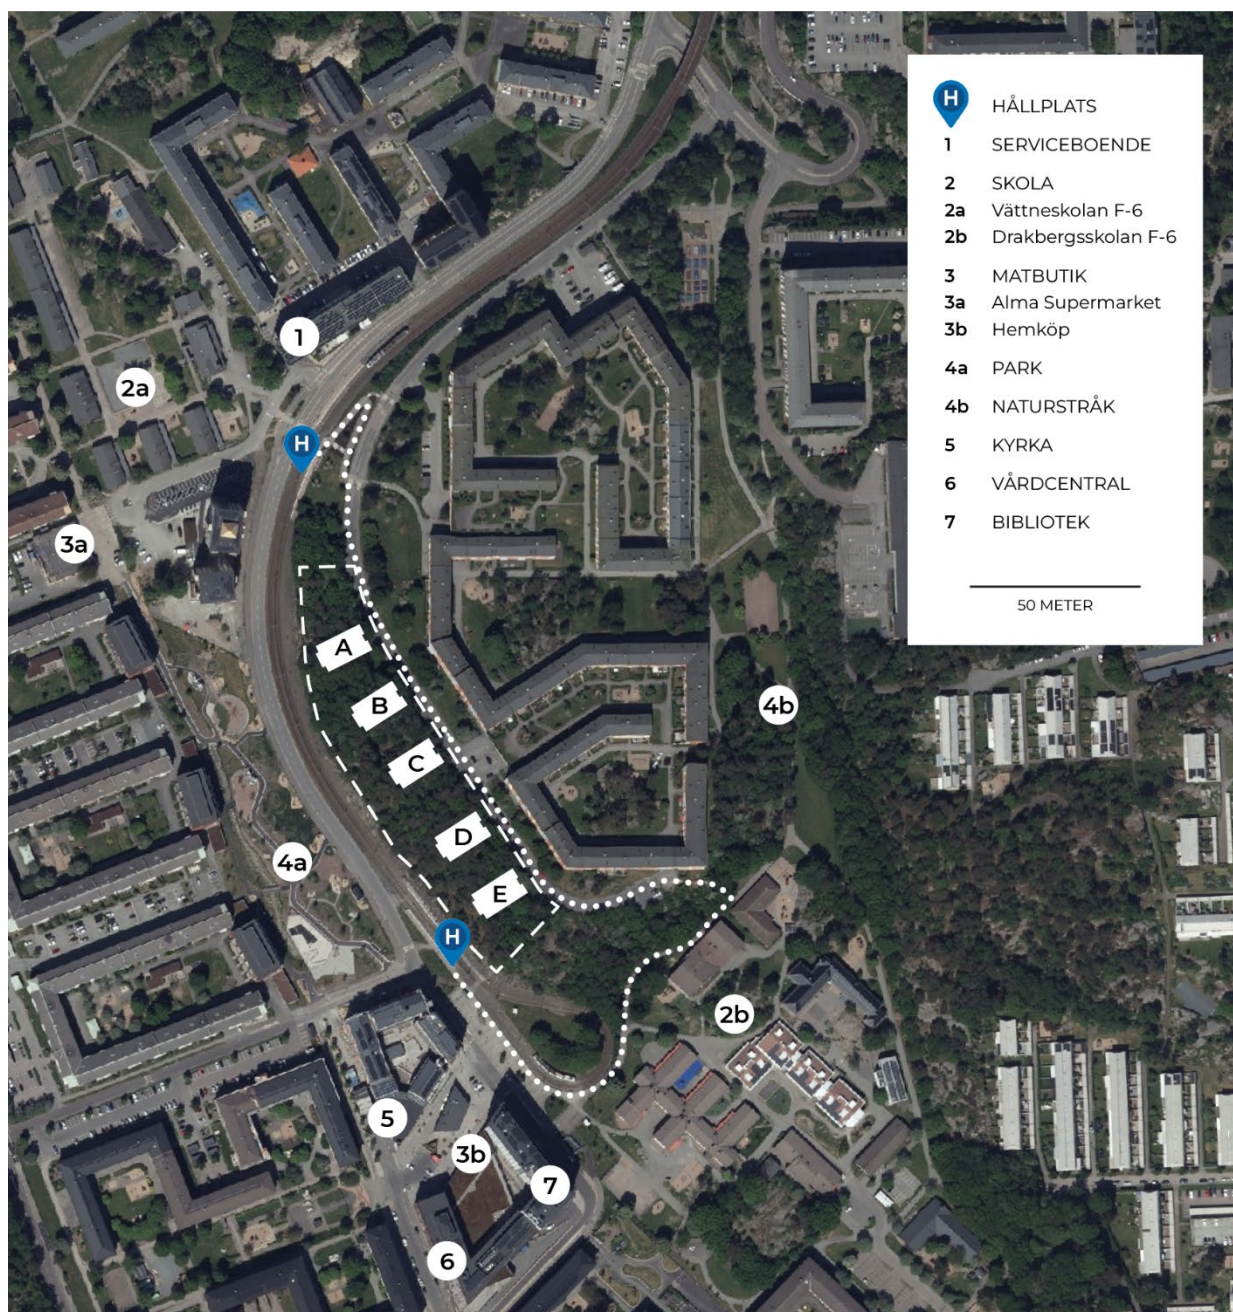 H HÅLLPLATS
1 SERVICEBOENDE
2 SKOLA
2a Vättneskolan F-6
2b Drakbergsskolan F-6
3 MATBUTIK
3a Alma Supermarket
3b Hemköp
4a PARK
4b NATURSTRÅK
5 KYRKA
6 VÅRDCENTRAL
7 BIBLIOTEK
50 METER
1
2a
H
3a
A
B
4b
C
D
4a
E
H
2b
5
3b
7
6